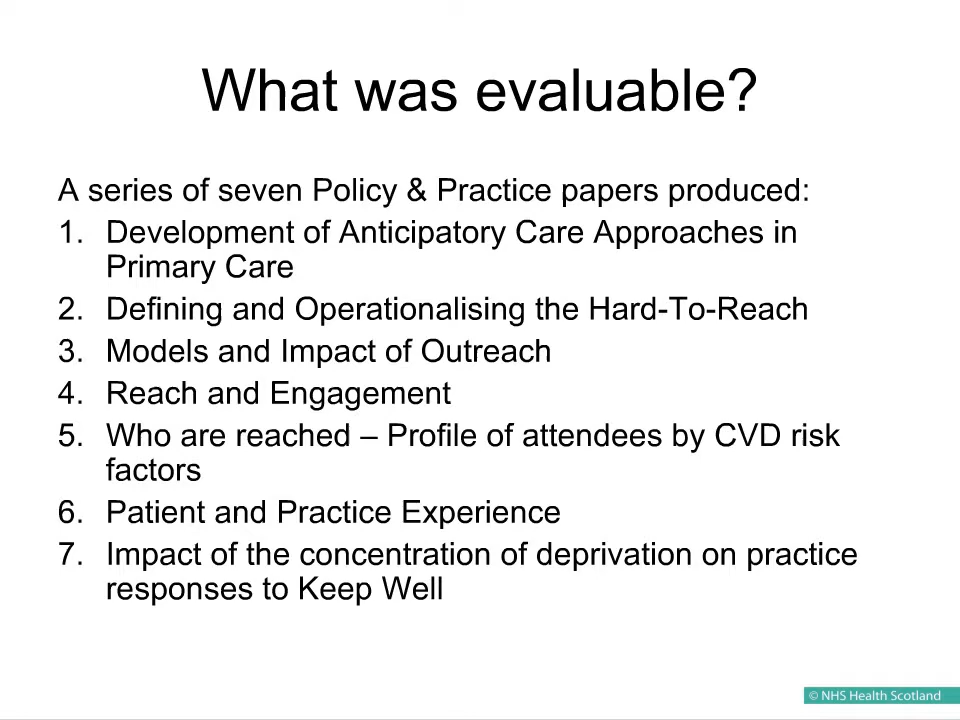 What was evaluable?
A series of seven Policy & Practice papers produced:
1. Development of Anticipatory Care Approaches in
Primary Care
2. Defining and Operationalising the Hard-To-Reach
3. Models and Impact of Outreach
4. Reach and Engagement
5. Who are reached – Profile of attendees by CVD risk
factors
6. Patient and Practice Experience
7. Impact of the concentration of deprivation on practice
responses to Keep Well
© NHS Health Scotland